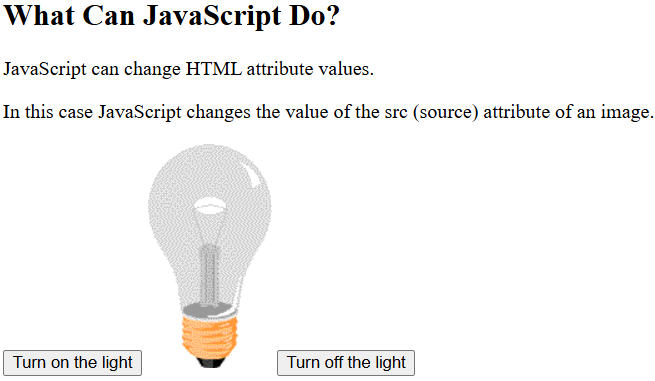 What Can JavaScript Do?
JavaScript can change HTML attribute values.
In this case JavaScript changes the value of the src (source) attribute of an image.
Turn on the light
Turn off the light